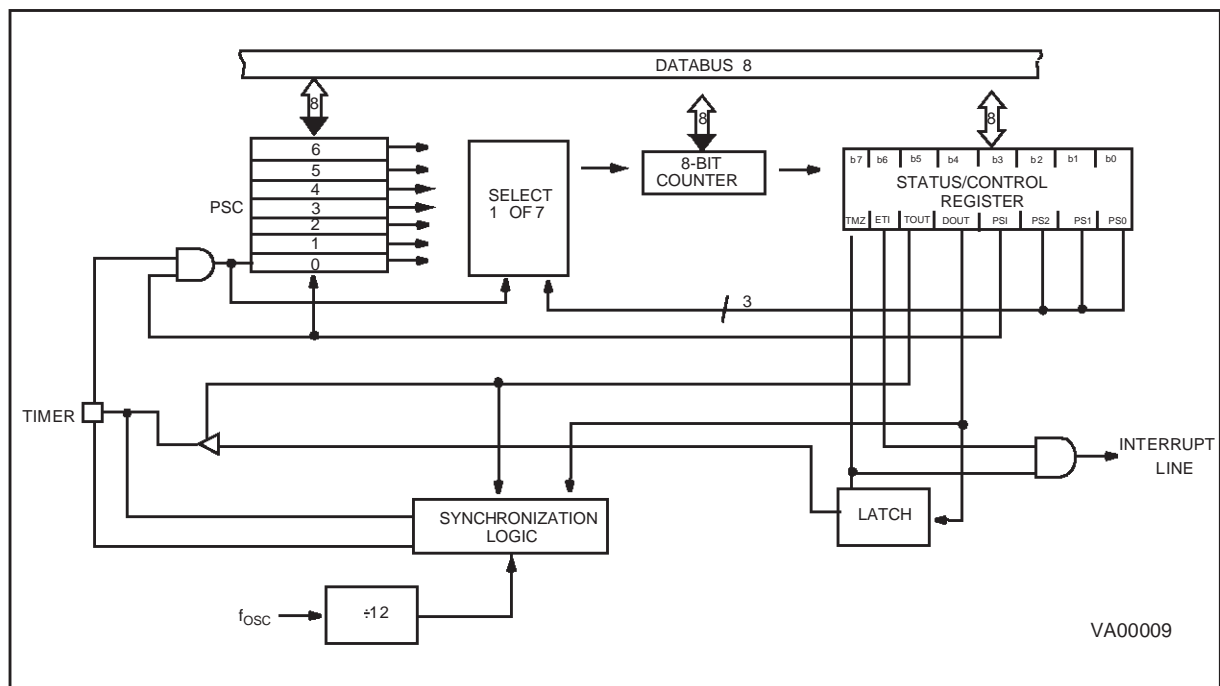 DATABUS 8
8
8
8
6
5
4
3
2
1
0
PSC
SELECT
1 OF 7
8-BIT
COUNTER
b7 b6 b5 b4 b3 b2 b1 b0
STATUS/CONTROL
REGISTER
TMZ ETI TOUT DOUT PSI PS2 PS1 PS0
3
TIMER
INTERRUPT
LINE
LATCH
SYNCHRONIZATION
LOGIC
fOSC
÷12
VA00009